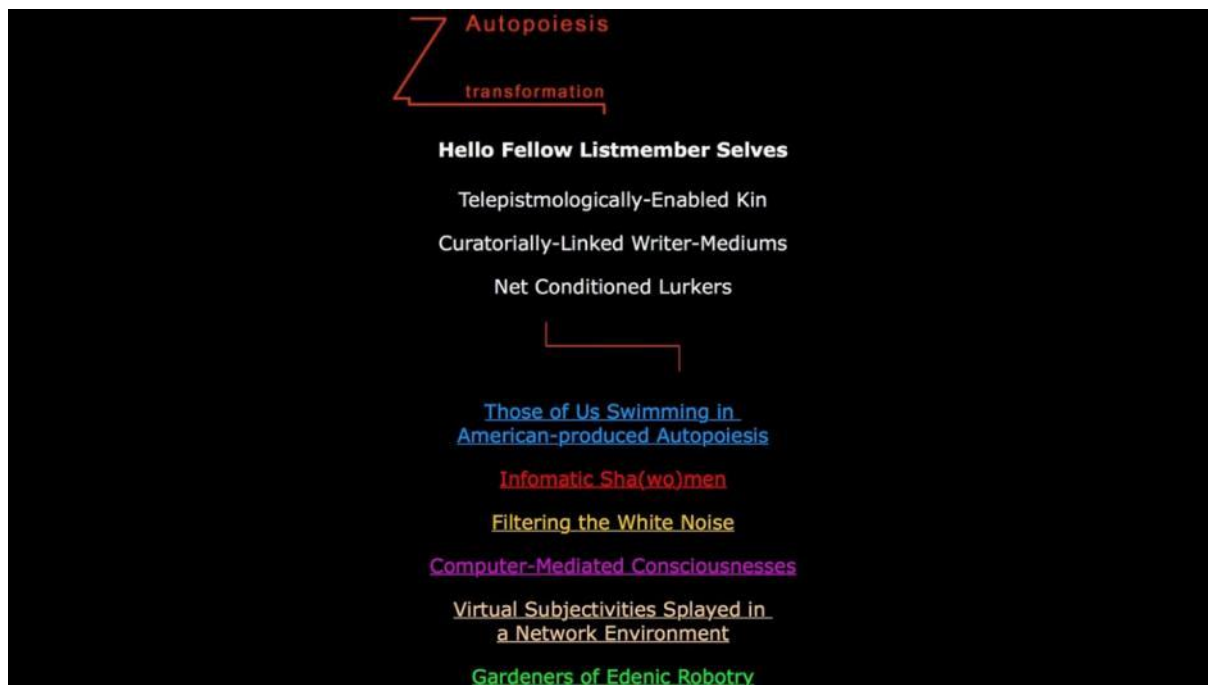 Autopoiesis
transformation
Hello Fellow Listmember Selves
Telepistmologically-Enabled Kin
Curatorially-Linked Writer-Mediums
Net Conditioned Lurkers
Those of Us Swimming in
American-produced Autopoiesis
Infomatic Sha(wo)men
Filtering the White Noise
Computer-Mediated Consciousnesses
Virtual Subjectivities Splayed in
a Network Environment
Gardeners of Edenic Robotry